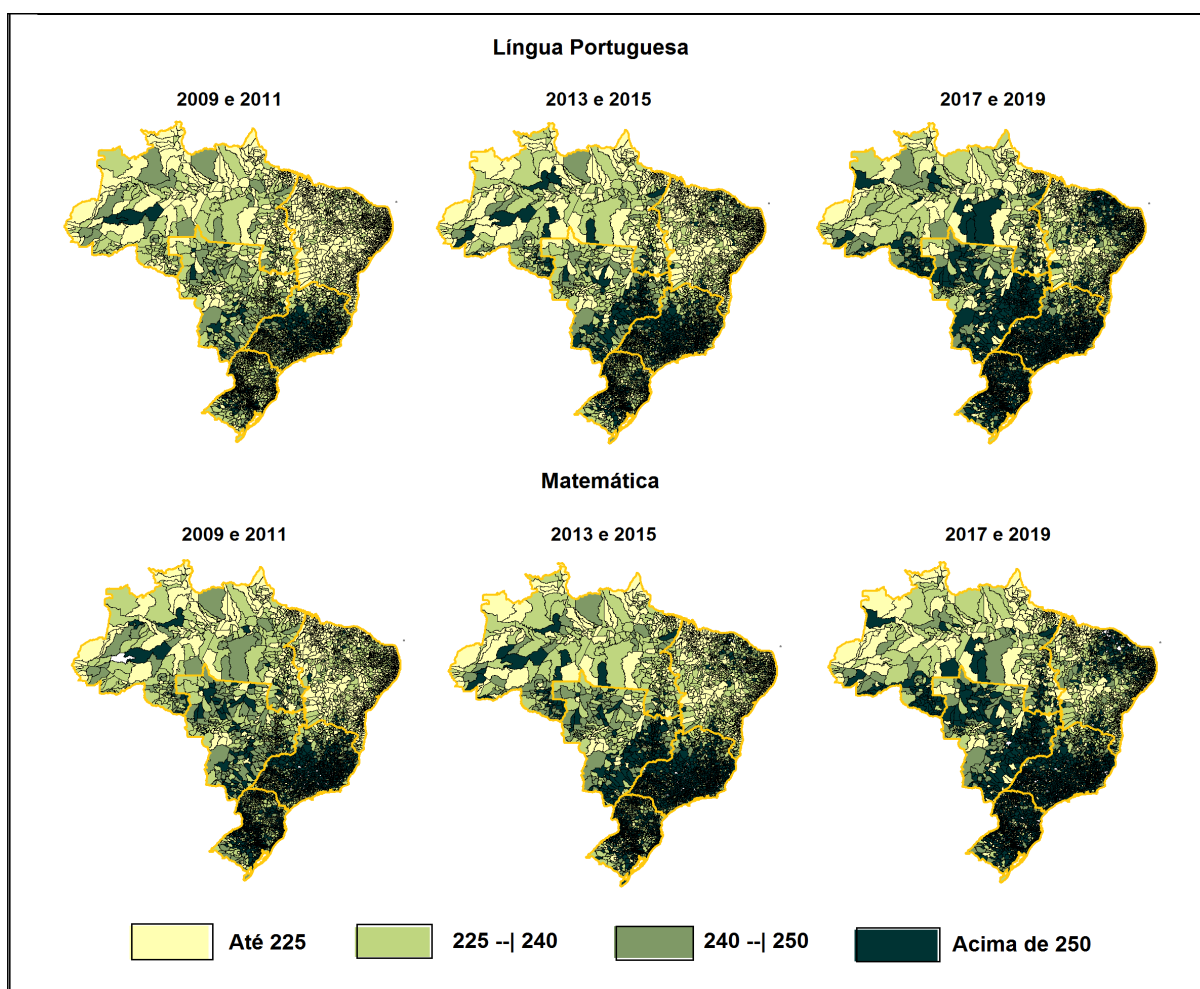 Língua Portuguesa
2009 e 2011
2013 e 2015
2017 e 2019
Matemática
2009 e 2011
2013 e 2015
2017 e 2019
Até 225
225 --| 240
240 --| 250
Acima de 250